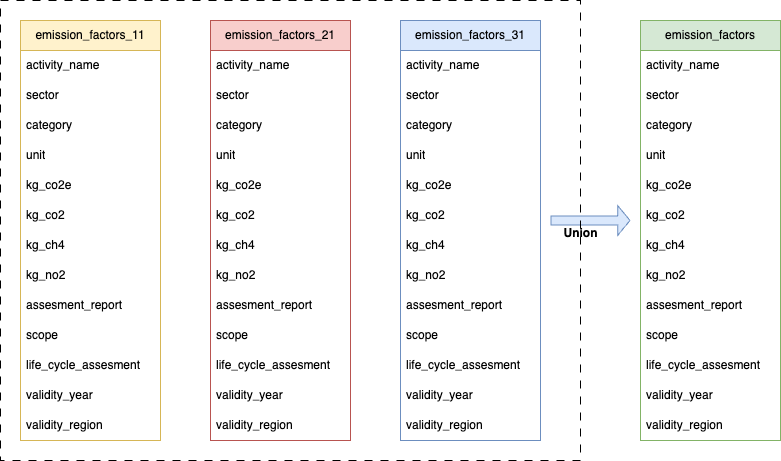 emission_factors_11
activity_name
sector
category
unit
kg_co2e
kg_co2
kg_ch4
kg_no2
assesment_report
scope
life_cycle_assesment
validity_year
validity_region
emission_factors_21
activity_name
sector
category
unit
kg_co2e
kg_co2
kg_ch4
kg_no2
assesment_report
scope
life_cycle_assesment
validity_year
validity_region
emission_factors_31
activity_name
sector
category
unit
kg_co2e
kg_co2
kg_ch4
kg_no2
assesment_report
scope
life_cycle_assesment
validity_year
validity_region
Union
emission_factors
activity_name
sector
category
unit
kg_co2e
kg_co2
kg_ch4
kg_no2
assesment_report
scope
life_cycle_assesment
validity_year
validity_region